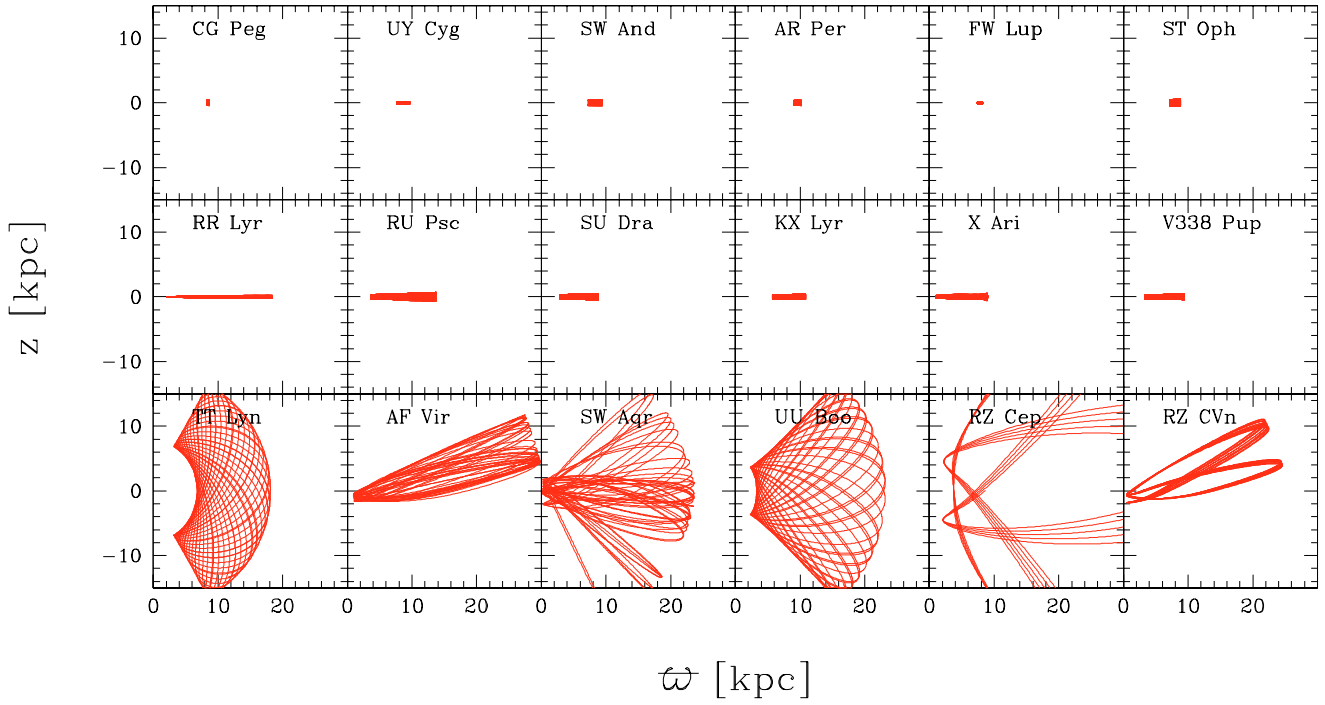 CG Peg UY Cyg SW And AR Per FW Lup ST Oph
10
0
−10
RR Lyr RU Psc SU Dra KX Lyr X Ari V338 Pup
10
0
−10
TT Lyn AF Vir SW Aqr UU Boo RZ Cep RZ CVn
10
0
−10
0 10 20 0 10 20 0 10 20 0 10 20 0 10 20 0 10 20
z [kpc]
ϖ [kpc]